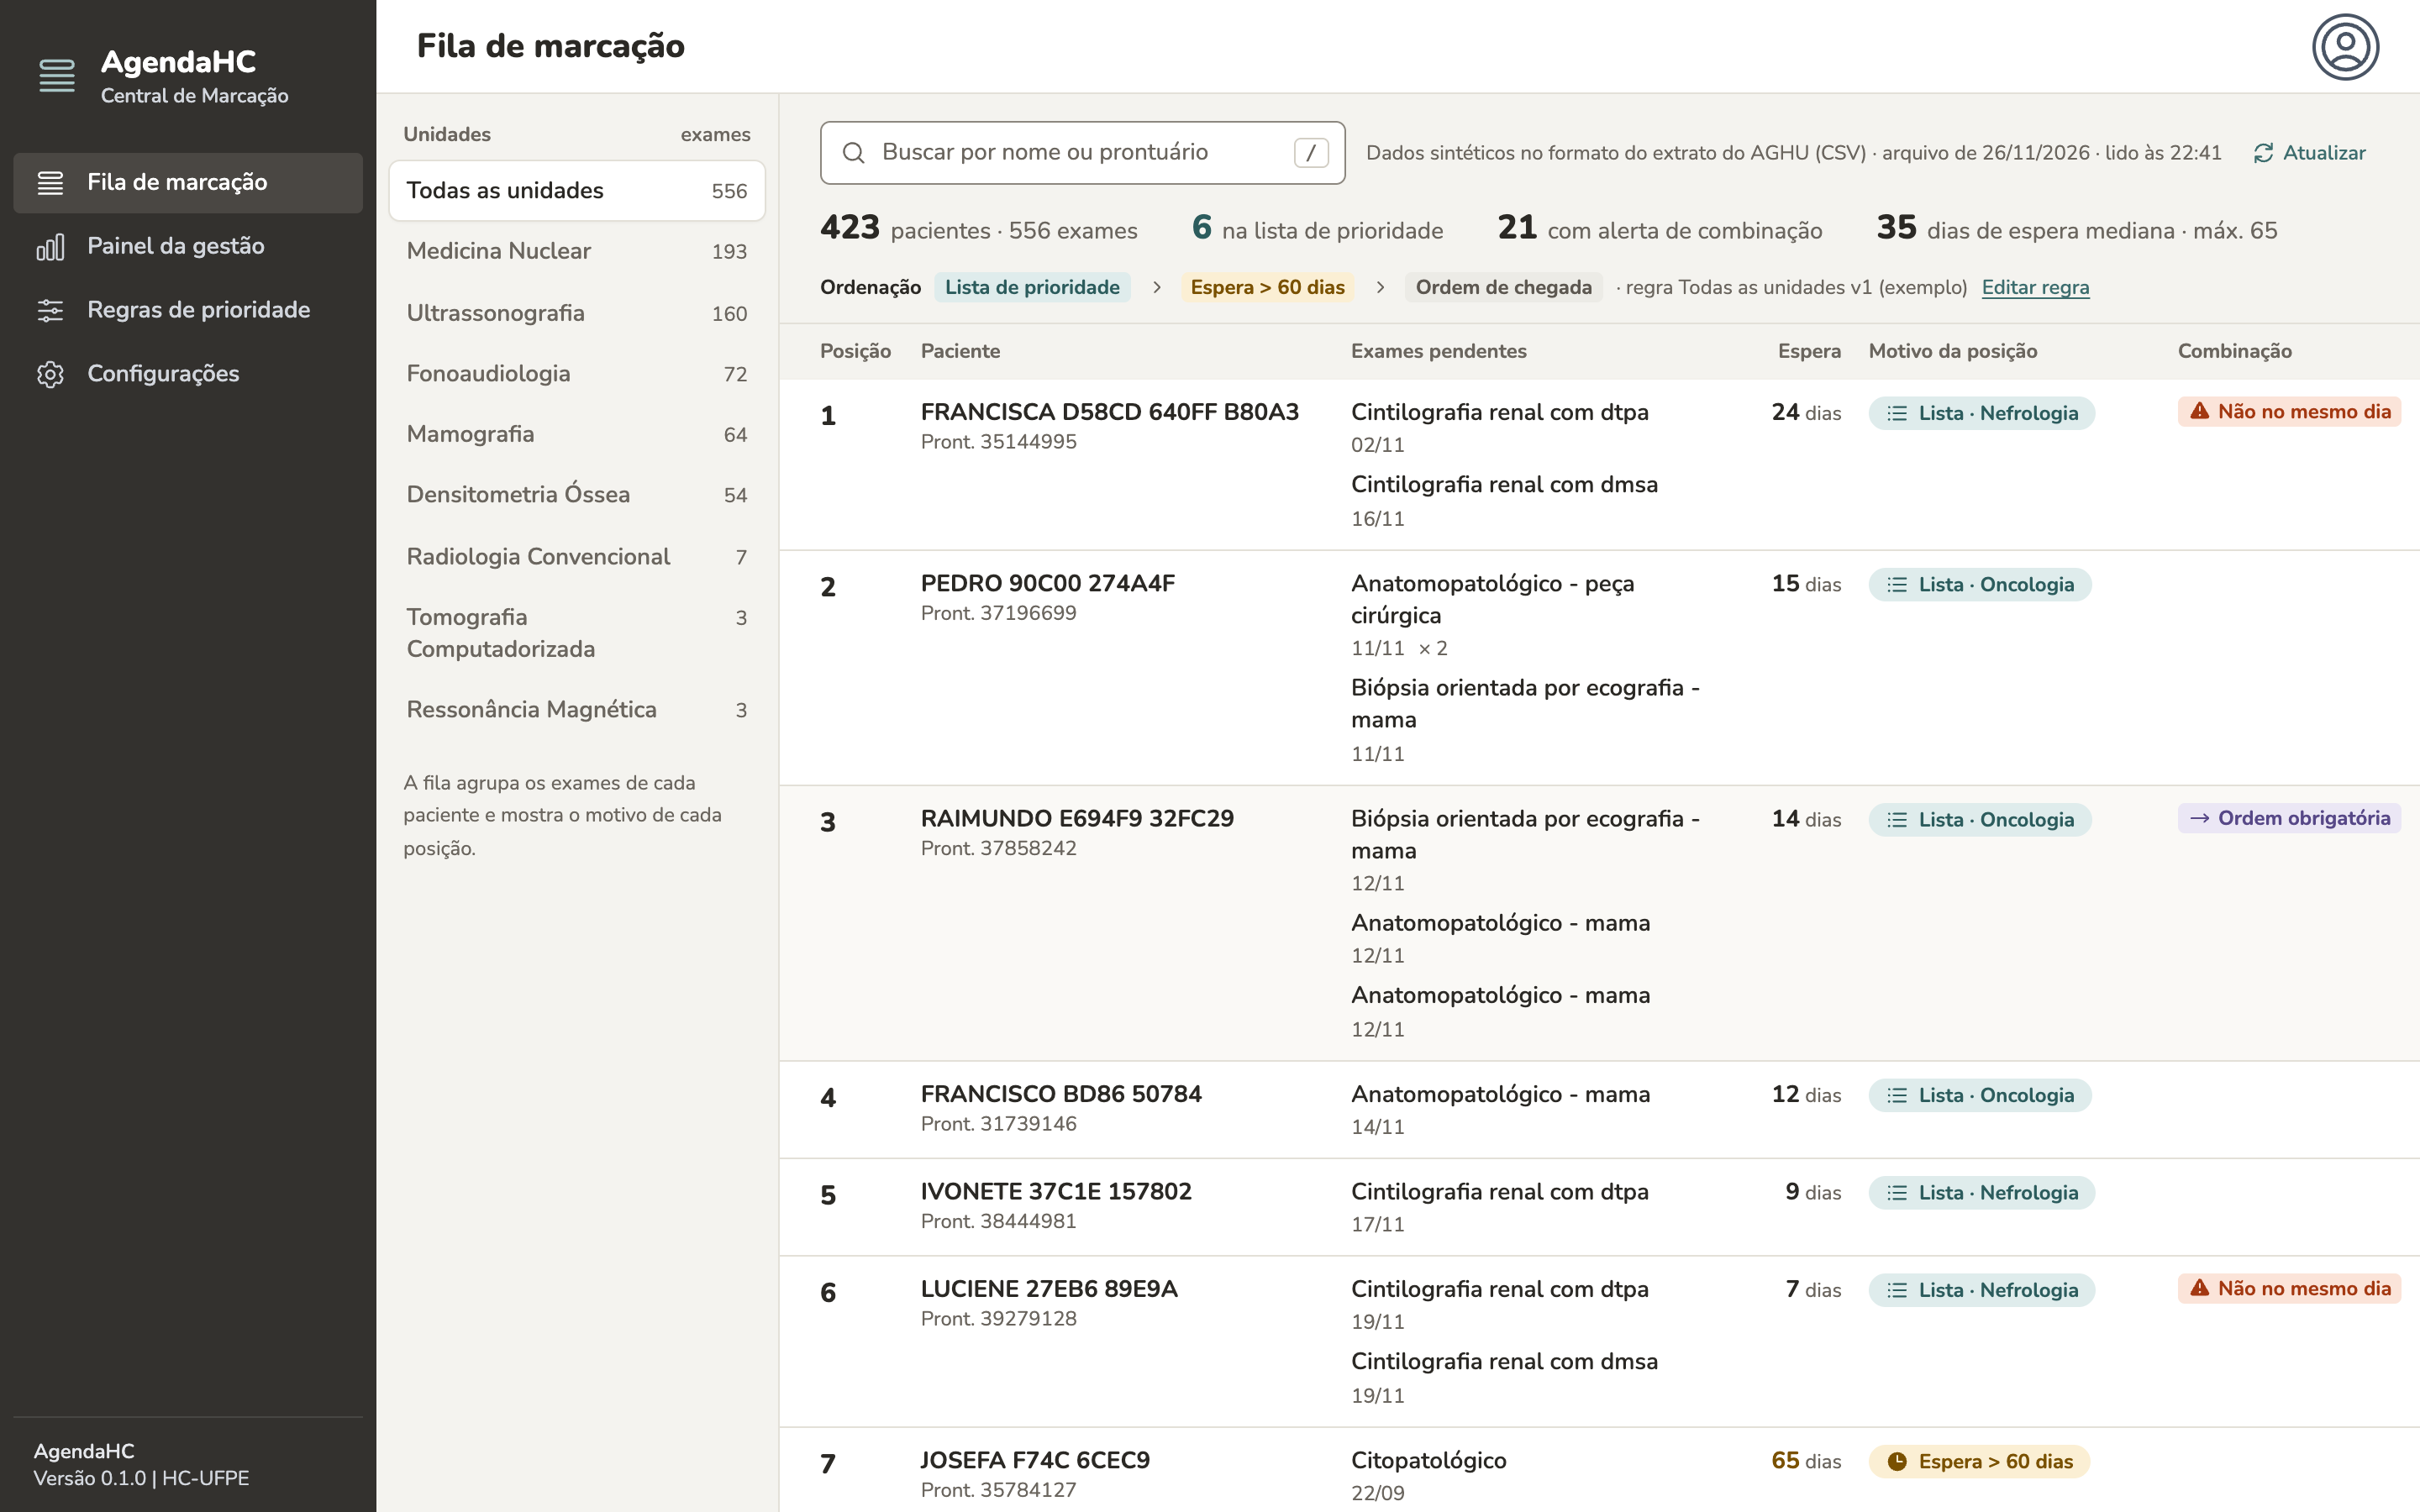 AgendaHC
Central de Marcação
Fila de marcação
Painel da gestão
Regras de prioridade
Configurações
AgendaHC
Versão 0.1.0 | HC-UFPE
Fila de marcação
Unidades exames
Todas as unidades 556
Medicina Nuclear 193
Ultrassonografia 160
Fonoaudiologia 72
Mamografia 64
Densitometria Óssea 54
Radiologia Convencional 7
Tomografia 3
Computadorizada
Ressonância Magnética 3
A fila agrupa os exames de cada
paciente e mostra o motivo de cada
posição.
Buscar por nome ou prontuário /
Dados sintéticos no formato do extrato do AGHU (CSV) · arquivo de 26/11/2026 · lido às 22:41 Atualizar
423 pacientes · 556 exames 6 na lista de prioridade 21 com alerta de combinação 35 dias de espera mediana · máx. 65
Ordenação Lista de prioridade > Espera > 60 dias > Ordem de chegada · regra Todas as unidades v1 (exemplo) Editar regra
Posição Paciente Exames pendentes Espera Motivo da posição Combinação
1 FRANCISCA D58CD 640FF B80A3 Cintilografia renal com dtpa 24 dias Lista · Nefrologia Não no mesmo dia
Pront. 35144995 02/11
Cintilografia renal com dmsa
16/11
2 PEDRO 90C00 274A4F Anatomopatológico - peça 15 dias Lista · Oncologia
Pront. 37196699 cirúrgica
11/11 × 2
Biópsia orientada por ecografia -
mama
11/11
3 RAIMUNDO E694F9 32FC29 Biópsia orientada por ecografia - 14 dias Lista · Oncologia → Ordem obrigatória
Pront. 37858242 mama
12/11
Anatomopatológico - mama
12/11
Anatomopatológico - mama
12/11
4 FRANCISCO BD86 50784 Anatomopatológico - mama 12 dias Lista · Oncologia
Pront. 31739146 14/11
5 IVONETE 37C1E 157802 Cintilografia renal com dtpa 9 dias Lista · Nefrologia
Pront. 38444981 17/11
6 LUCIENE 27EB6 89E9A Cintilografia renal com dtpa 7 dias Lista · Nefrologia Não no mesmo dia
Pront. 39279128 19/11
Cintilografia renal com dmsa
19/11
7 JOSEFA F74C 6CEC9 Citopatológico 65 dias Espera > 60 dias
Pront. 35784127 22/09